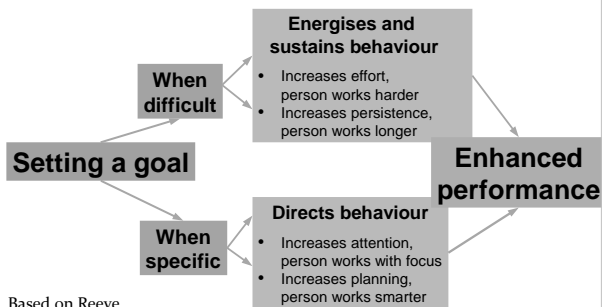 Energises and
sustains behaviour
• Increases effort,
person works harder
• Increases persistence,
person works longer
When
difficult
Setting a goal
Enhanced
performance
When
specific
Directs behaviour
• Increases attention,
person works with focus
• Increases planning,
person works smarter
Based on Reeve